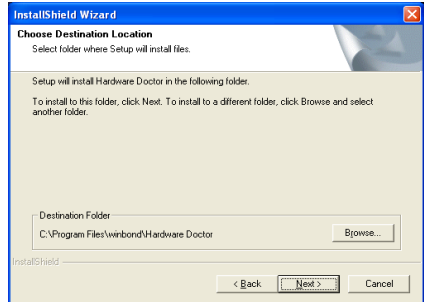 InstallShield Wizard
Choose Destination Location
Select folder where Setup will install files.
Setup will install Hardware Doctor in the following folder.
To install to this folder, click Next. To install to a different folder, click Browse and select
another folder.
Destination Folder
C:\Program Files\winbond\Hardware Doctor
Browse...
InstallShield
< Back
Next >
Cancel